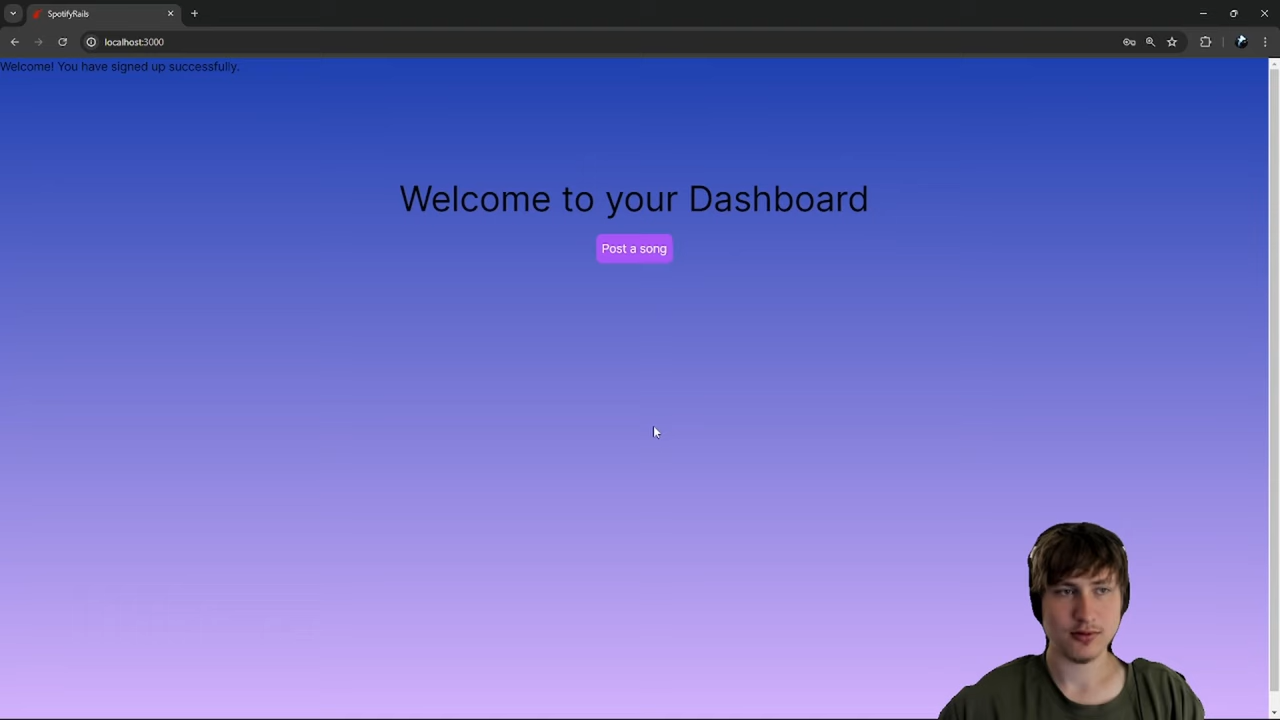 SpotifyRails
localhost:3000
Welcome! You have signed up successfully.
Welcome to your Dashboard
Post a song